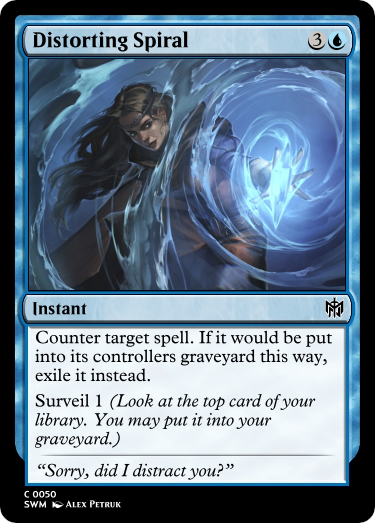 Distorting Spiral 3
Instant
Counter target spell. If it would be put
into its controllers graveyard this way,
exile it instead.
Surveil 1 (Look at the top card of your
library. You may put it into your
graveyard.)
“Sorry, did I distract you?”
C 0050
SWM Alex Petruk